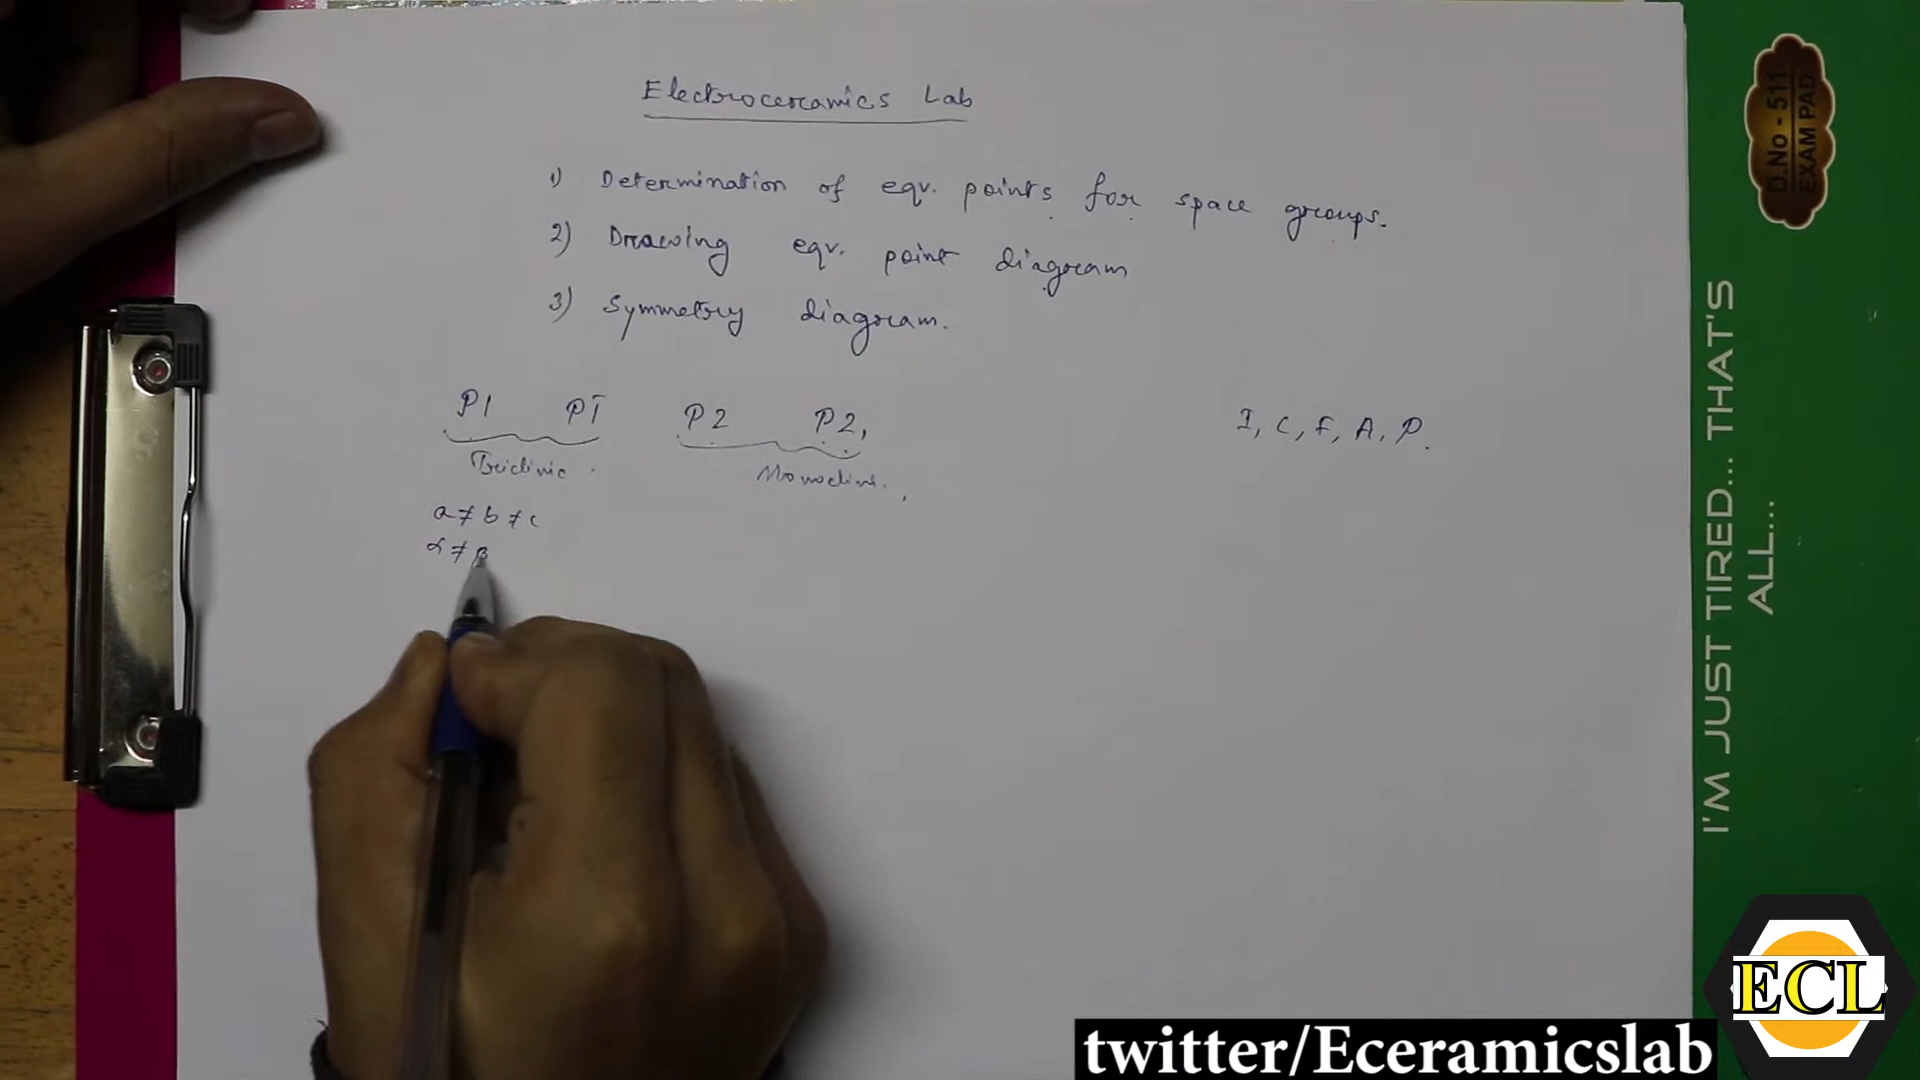 Electroceramics Lab
1) Determination of eqv. points for space groups.
2) Drawing eqv. point diagram
3) Symmetry diagram.
P1 P1̄ P2 P2₁
I, C, F, A, P.
Triclinic. Monoclinic.
a ≠ b ≠ c
α ≠ β
D.No - 511
EXAM PAD
I'M JUST TIRED... THAT'S
ALL...
ECL
twitter/Eceramicslab